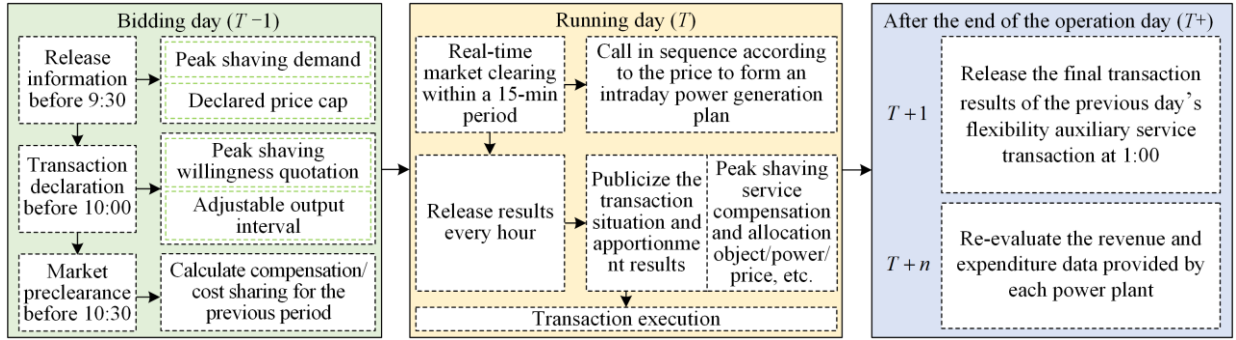 Bidding day (T−1)
Release
information
before 9:30
Peak shaving demand
Declared price cap
Transaction
declaration
before 10:00
Peak shaving
willingness quotation
Adjustable output
interval
Market
preclearance
before 10:30
Calculate compensation/
cost sharing for the
previous period
Running day (T)
Real-time
market clearing
within a 15-min
period
Call in sequence according
to the price to form an
intraday power generation
plan
Release results
every hour
Publicize the
transaction
situation and
apportionme
nt results
Peak shaving
service
compensation
and allocation
object/power/
price, etc.
Transaction execution
After the end of the operation day (T+)
T+1
Release the final transaction
results of the previous day’s
flexibility auxiliary service
transaction at 1:00
T+n
Re-evaluate the revenue and
expenditure data provided by
each power plant